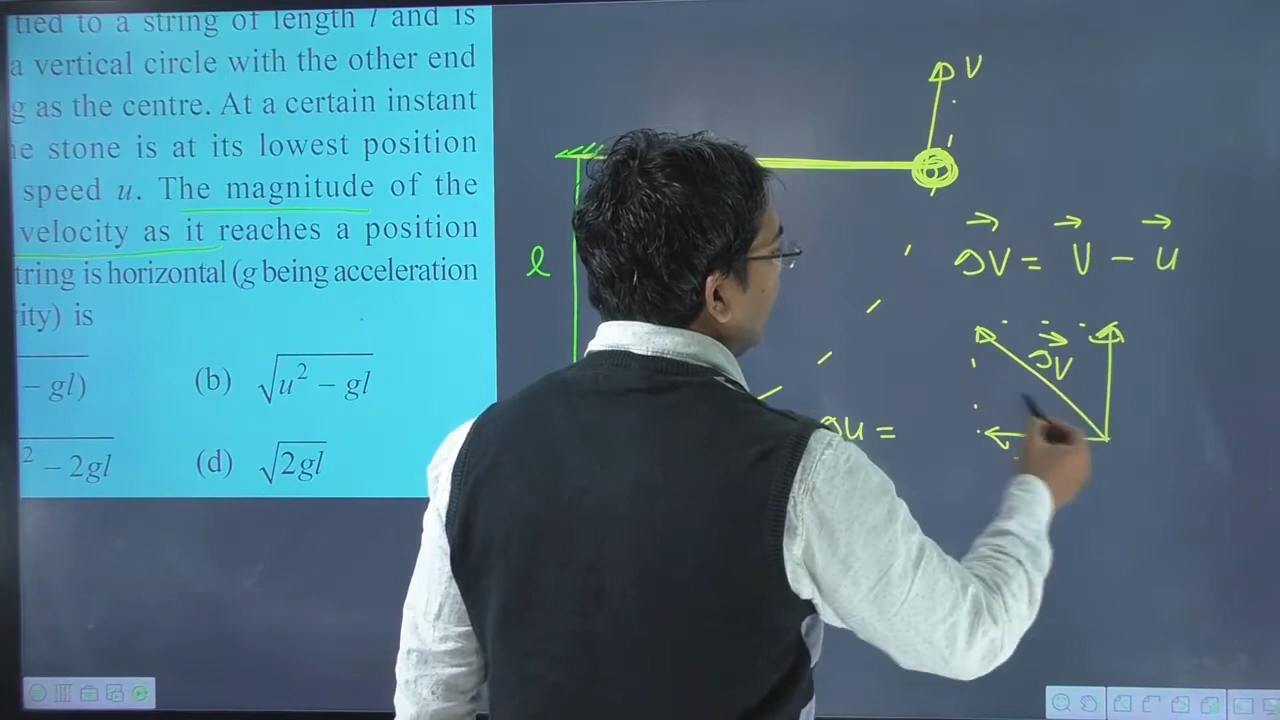 tied to a string of length l and is
a vertical circle with the other end
g as the centre. At a certain instant
e stone is at its lowest position
speed u. The magnitude of the
velocity as it reaches a position
tring is horizontal (g being acceleration
ity) is
− gl) (b) √u² − gl
² − 2gl (d) √2gl
V
l
ΔV = V − u
ΔV
Δu =